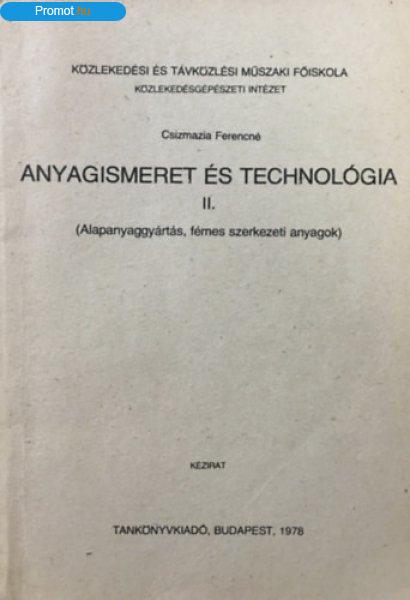 Promot.hu
KÖZLEKEDÉSI ÉS TÁVKÖZLÉSI MŰSZAKI FŐISKOLA
KÖZLEKEDÉSGÉPÉSZETI INTÉZET
Csizmazia Ferencné
ANYAGISMERET ÉS TECHNOLÓGIA
II.
(Alapanyaggyártás, fémes szerkezeti anyagok)
KÉZIRAT
TANKÖNYVKIADÓ, BUDAPEST, 1978